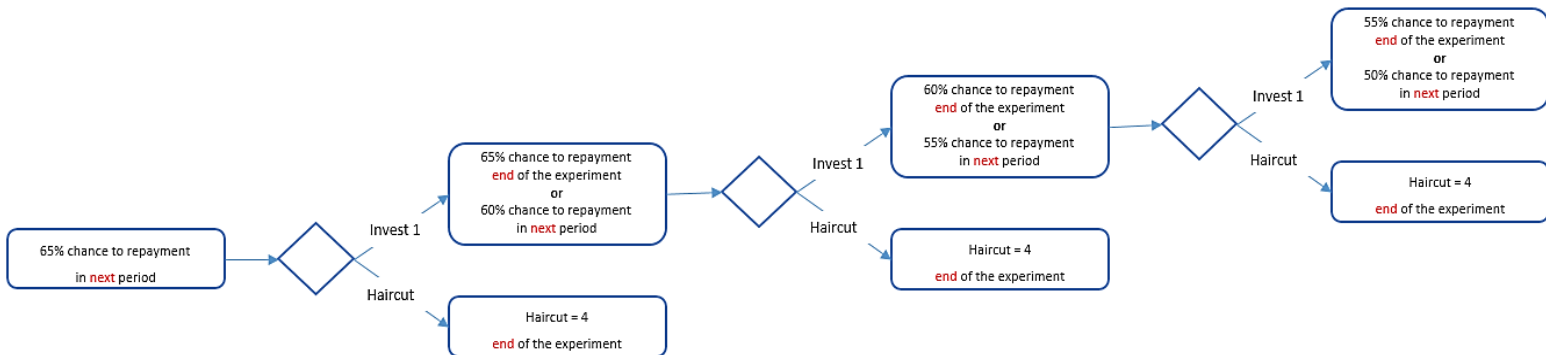 65% chance to repayment
in next period
Invest 1
Haircut
65% chance to repayment
end of the experiment
or
60% chance to repayment
in next period
Haircut = 4
end of the experiment
Invest 1
Haircut
60% chance to repayment
end of the experiment
or
55% chance to repayment
in next period
Haircut = 4
end of the experiment
Invest 1
Haircut
55% chance to repayment
end of the experiment
or
50% chance to repayment
in next period
Haircut = 4
end of the experiment